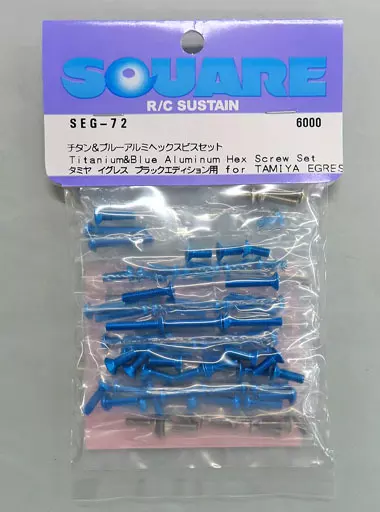 SQUARE
R/C SUSTAIN
SEG-72 6000
チタン&ブルーアルミヘックスビスセット
Titanium&Blue Aluminum Hex Screw Set
タミヤ イグレス ブラックエディション用 for TAMIYA EGRES